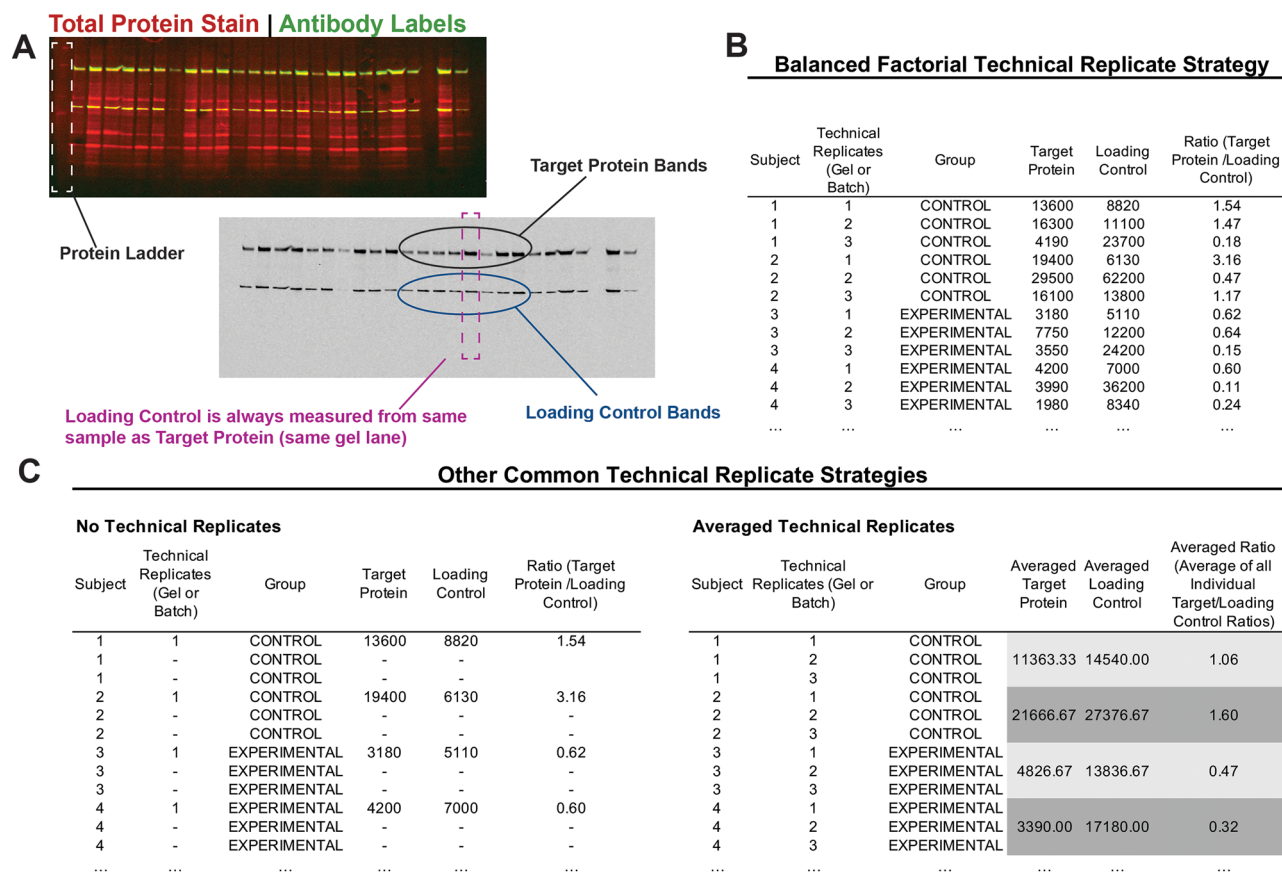 Total Protein Stain | Antibody Labels
A
Target Protein Bands
Protein Ladder
Loading Control is always measured from same
sample as Target Protein (same gel lane)
Loading Control Bands
B
Balanced Factorial Technical Replicate Strategy
Subject Technical Replicates (Gel or Batch) Group Target Protein Loading Control Ratio (Target Protein /Loading Control)
1 1 CONTROL 13600 8820 1.54
1 2 CONTROL 16300 11100 1.47
1 3 CONTROL 4190 23700 0.18
2 1 CONTROL 19400 6130 3.16
2 2 CONTROL 29500 62200 0.47
2 3 CONTROL 16100 13800 1.17
3 1 EXPERIMENTAL 3180 5110 0.62
3 2 EXPERIMENTAL 7750 12200 0.64
3 3 EXPERIMENTAL 3550 24200 0.15
4 1 EXPERIMENTAL 4200 7000 0.60
4 2 EXPERIMENTAL 3990 36200 0.11
4 3 EXPERIMENTAL 1980 8340 0.24
... ... ... ... ... ...
C
Other Common Technical Replicate Strategies
No Technical Replicates
Subject Technical Replicates (Gel or Batch) Group Target Protein Loading Control Ratio (Target Protein /Loading Control)
1 1 CONTROL 13600 8820 1.54
1 - CONTROL - - -
1 - CONTROL - - -
2 1 CONTROL 19400 6130 3.16
2 - CONTROL - - -
2 - CONTROL - - -
3 1 EXPERIMENTAL 3180 5110 0.62
3 - EXPERIMENTAL - - -
3 - EXPERIMENTAL - - -
4 1 EXPERIMENTAL 4200 7000 0.60
4 - EXPERIMENTAL - - -
4 - EXPERIMENTAL - - -
... ... ... ... ... ...
Averaged Technical Replicates
Subject Technical Replicates (Gel or Batch) Group Averaged Target Protein Averaged Loading Control Averaged Ratio (Average of all Individual Target/Loading Control Ratios)
1 1 CONTROL
1 2 CONTROL 11363.33 14540.00 1.06
1 3 CONTROL
2 1 CONTROL
2 2 CONTROL 21666.67 27376.67 1.60
2 3 CONTROL
3 1 EXPERIMENTAL
3 2 EXPERIMENTAL 4826.67 13836.67 0.47
3 3 EXPERIMENTAL
4 1 EXPERIMENTAL
4 2 EXPERIMENTAL 3390.00 17180.00 0.32
4 3 EXPERIMENTAL
... ... ... ... ... ...